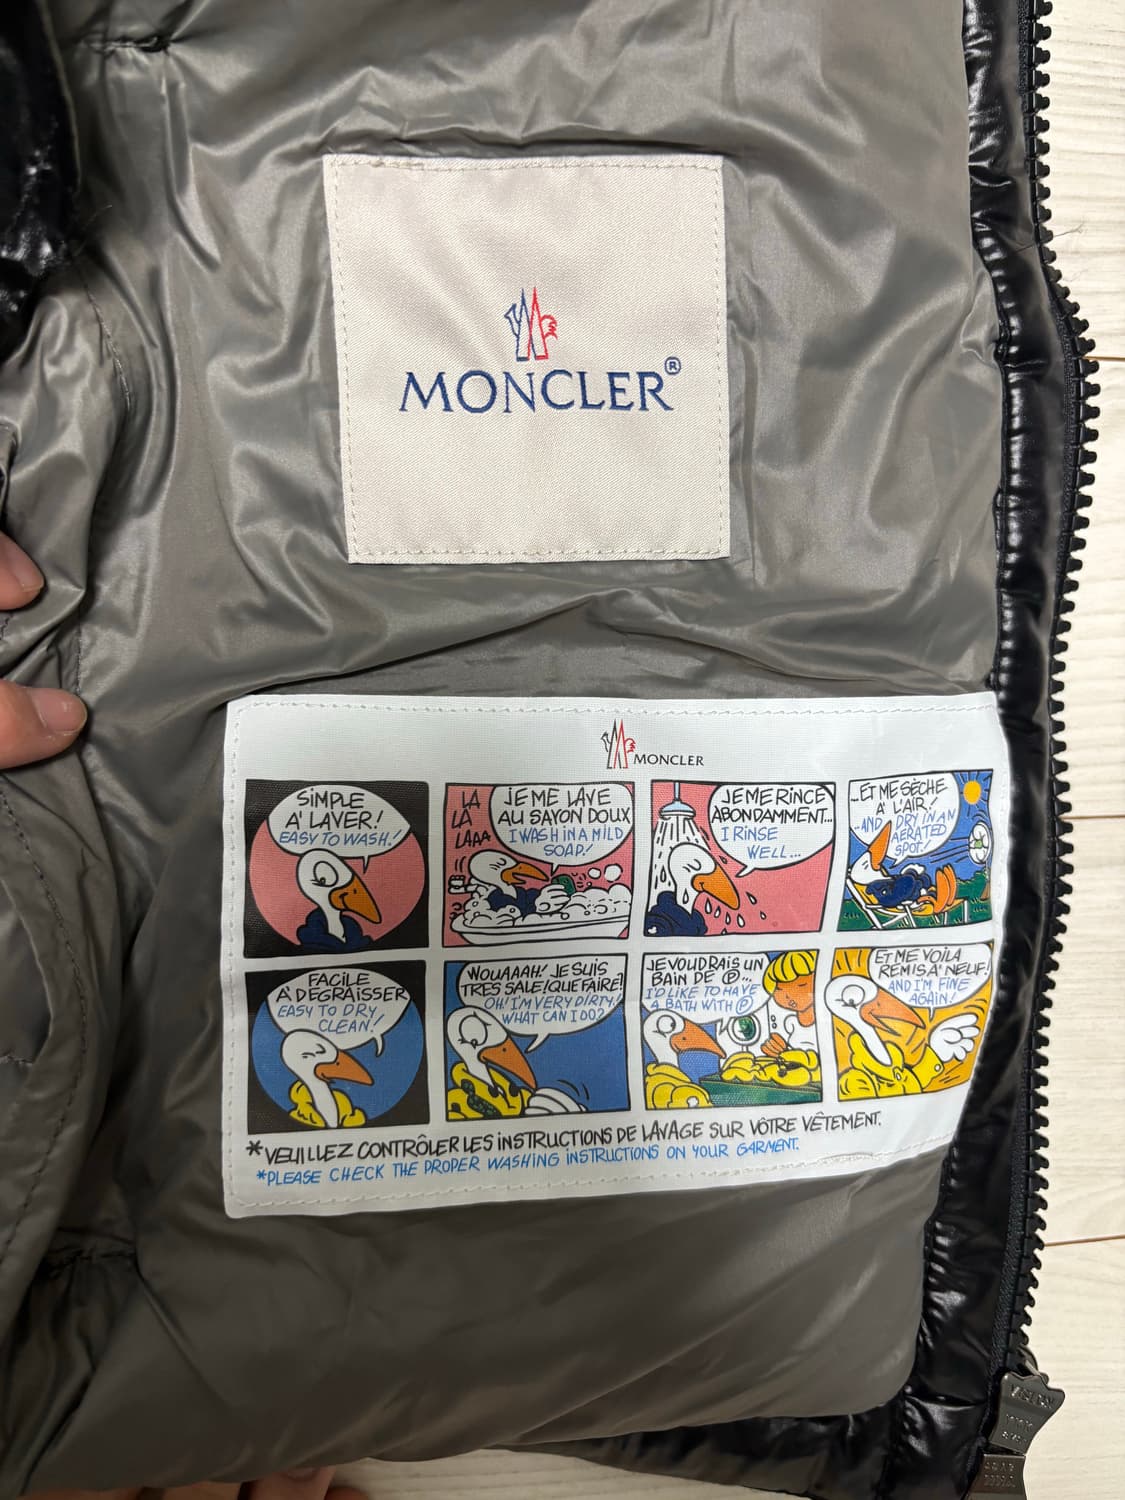 MONCLER®
MONCLER
SIMPLE
A' LAVER!
EASY TO WASH!
LA
LA
LAAA
JE ME LAVE
AU SAYON DOUX
I WASH IN A MILD
SOAP!
JE ME RINCE
ABONDAMMENT...
I RINSE
WELL...
...ET ME SÈCHE
A' L'AIR!
...AND DRY IN AN
AERATED
SPOT!
FACILE
A' DEGRAISSER
EASY TO DRY
CLEAN!
WOUAAAH! JE SUIS
TRES SALE! QUE FAIRE?
OH! I'M VERY DIRTY!
WHAT CAN I DO?
JE VOUDRAIS UN
BAIN DE Ⓟ...
I'D LIKE TO HAVE
A BATH WITH Ⓟ
ET ME VOILA
REMIS A' NEUF!
AND I'M FINE
AGAIN!
*VEUILLEZ CONTRÔLER LES INSTRUCTIONS DE LAVAGE SUR VÔTRE VÊTEMENT.
*PLEASE CHECK THE PROPER WASHING INSTRUCTIONS ON YOUR GARMENT.